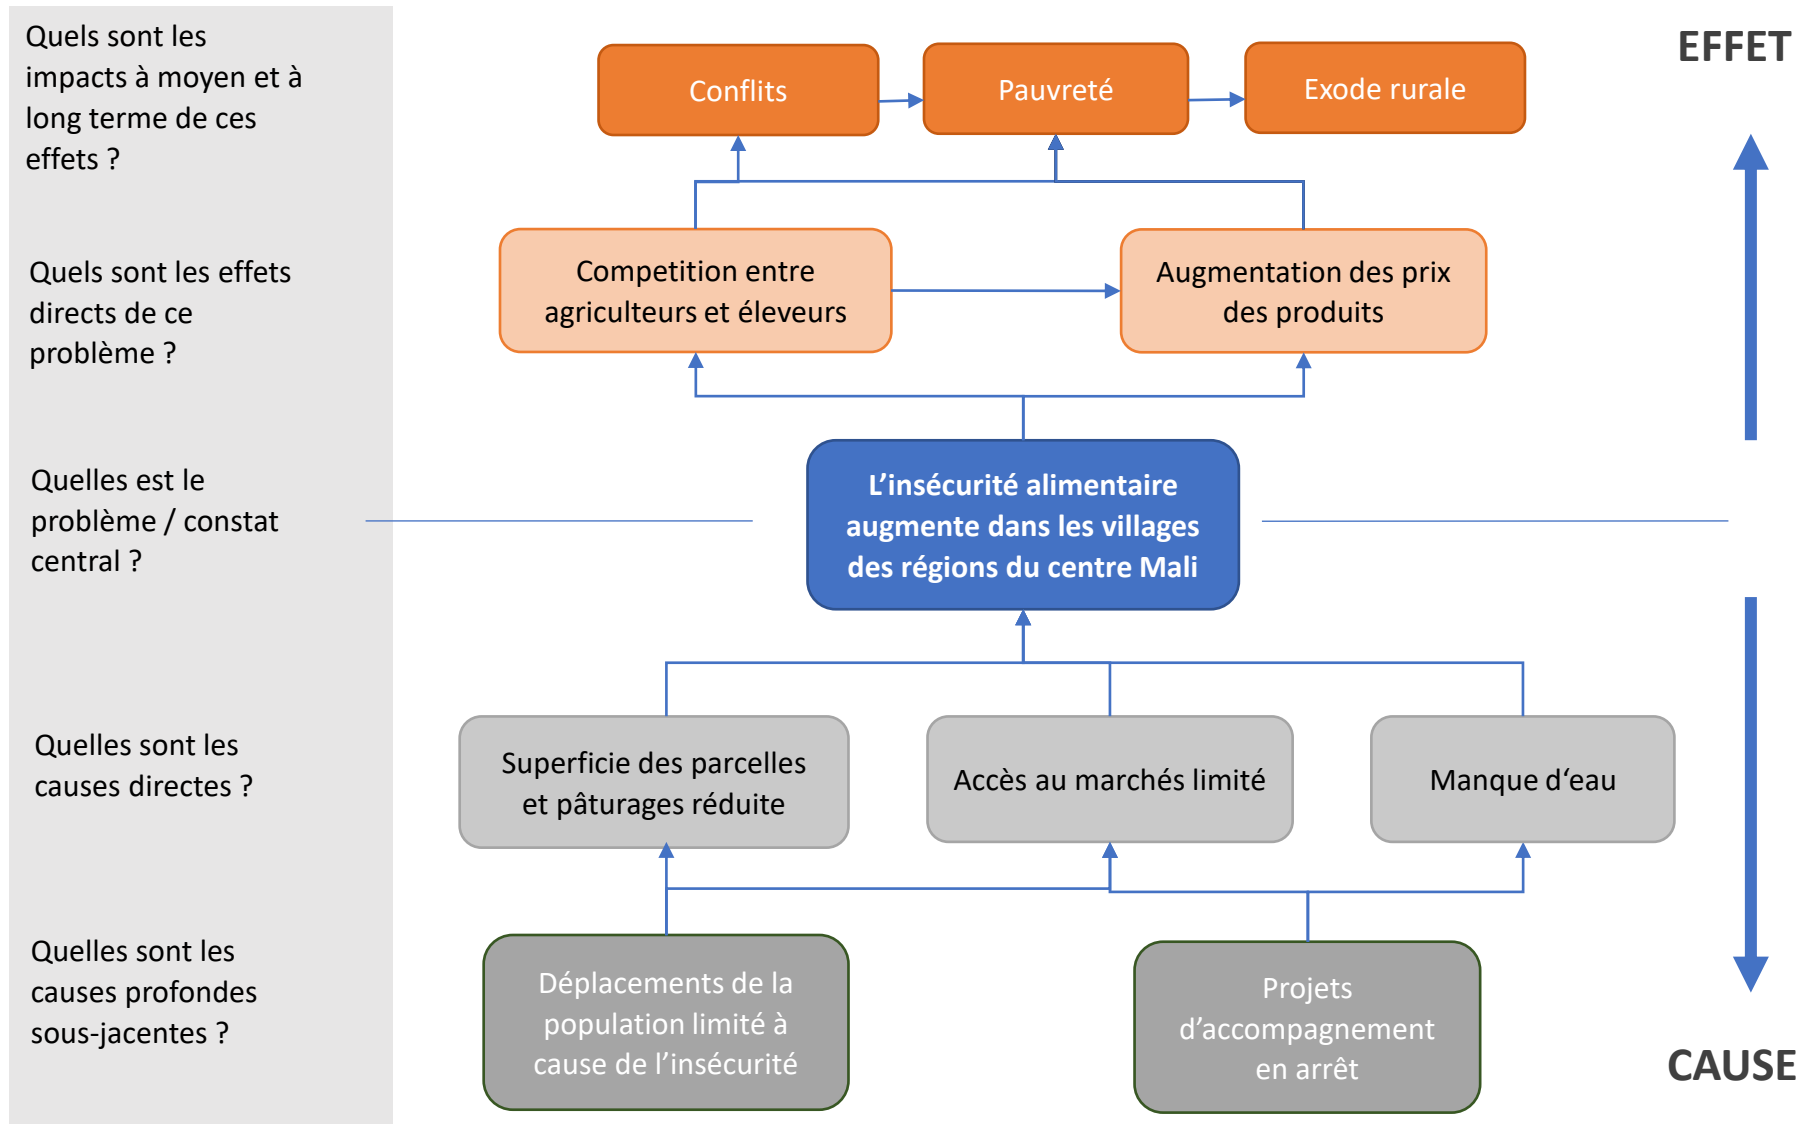 Quels sont les
impacts à moyen et à
long terme de ces
effets ?
Conflits
Pauvreté
Exode rurale
EFFET
Quels sont les effets
directs de ce
problème ?
Competition entre
agriculteurs et éleveurs
Augmentation des prix
des produits
Quelles est le
problème / constat
central ?
L’insécurité alimentaire
augmente dans les villages
des régions du centre Mali
Quelles sont les
causes directes ?
Superficie des parcelles
et pâturages réduite
Accès au marchés limité
Manque d‘eau
Quelles sont les
causes profondes
sous-jacentes ?
Déplacements de la
population limité à
cause de l’insécurité
Projets
d’accompagnement
en arrêt
CAUSE